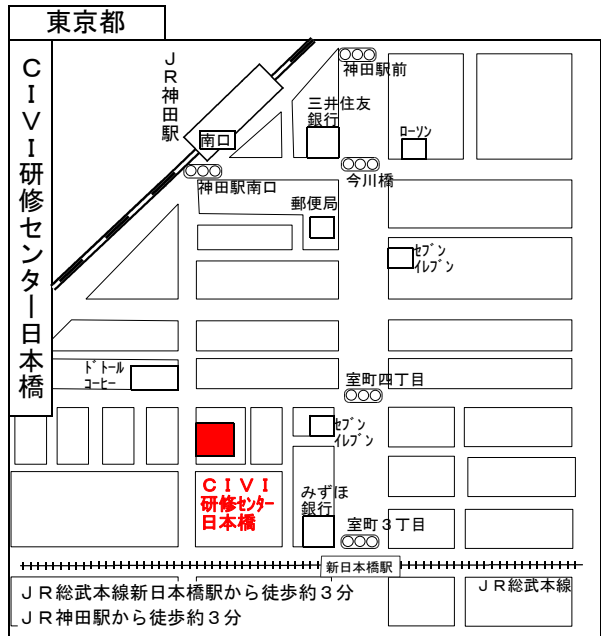 東京都
CIVI研修センター日本橋
JR神田駅
神田駅前
三井住友
銀行
ローソン
南口
今川橋
神田駅南口
郵便局
セブン
イレブン
ドトール
コーヒー
室町四丁目
セブン
イレブン
CIVI
研修センター
日本橋
みずほ
銀行
室町3丁目
新日本橋駅
JR総武本線
JR総武本線新日本橋駅から徒歩約3分
JR神田駅から徒歩約3分